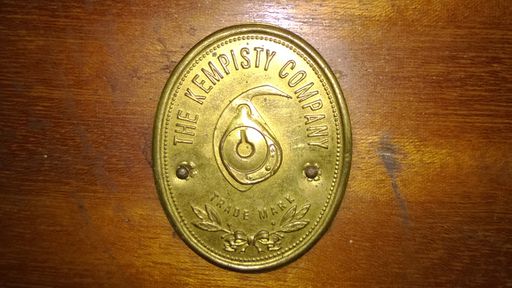 THE KEMPISTY COMPANY
TRADE MARK